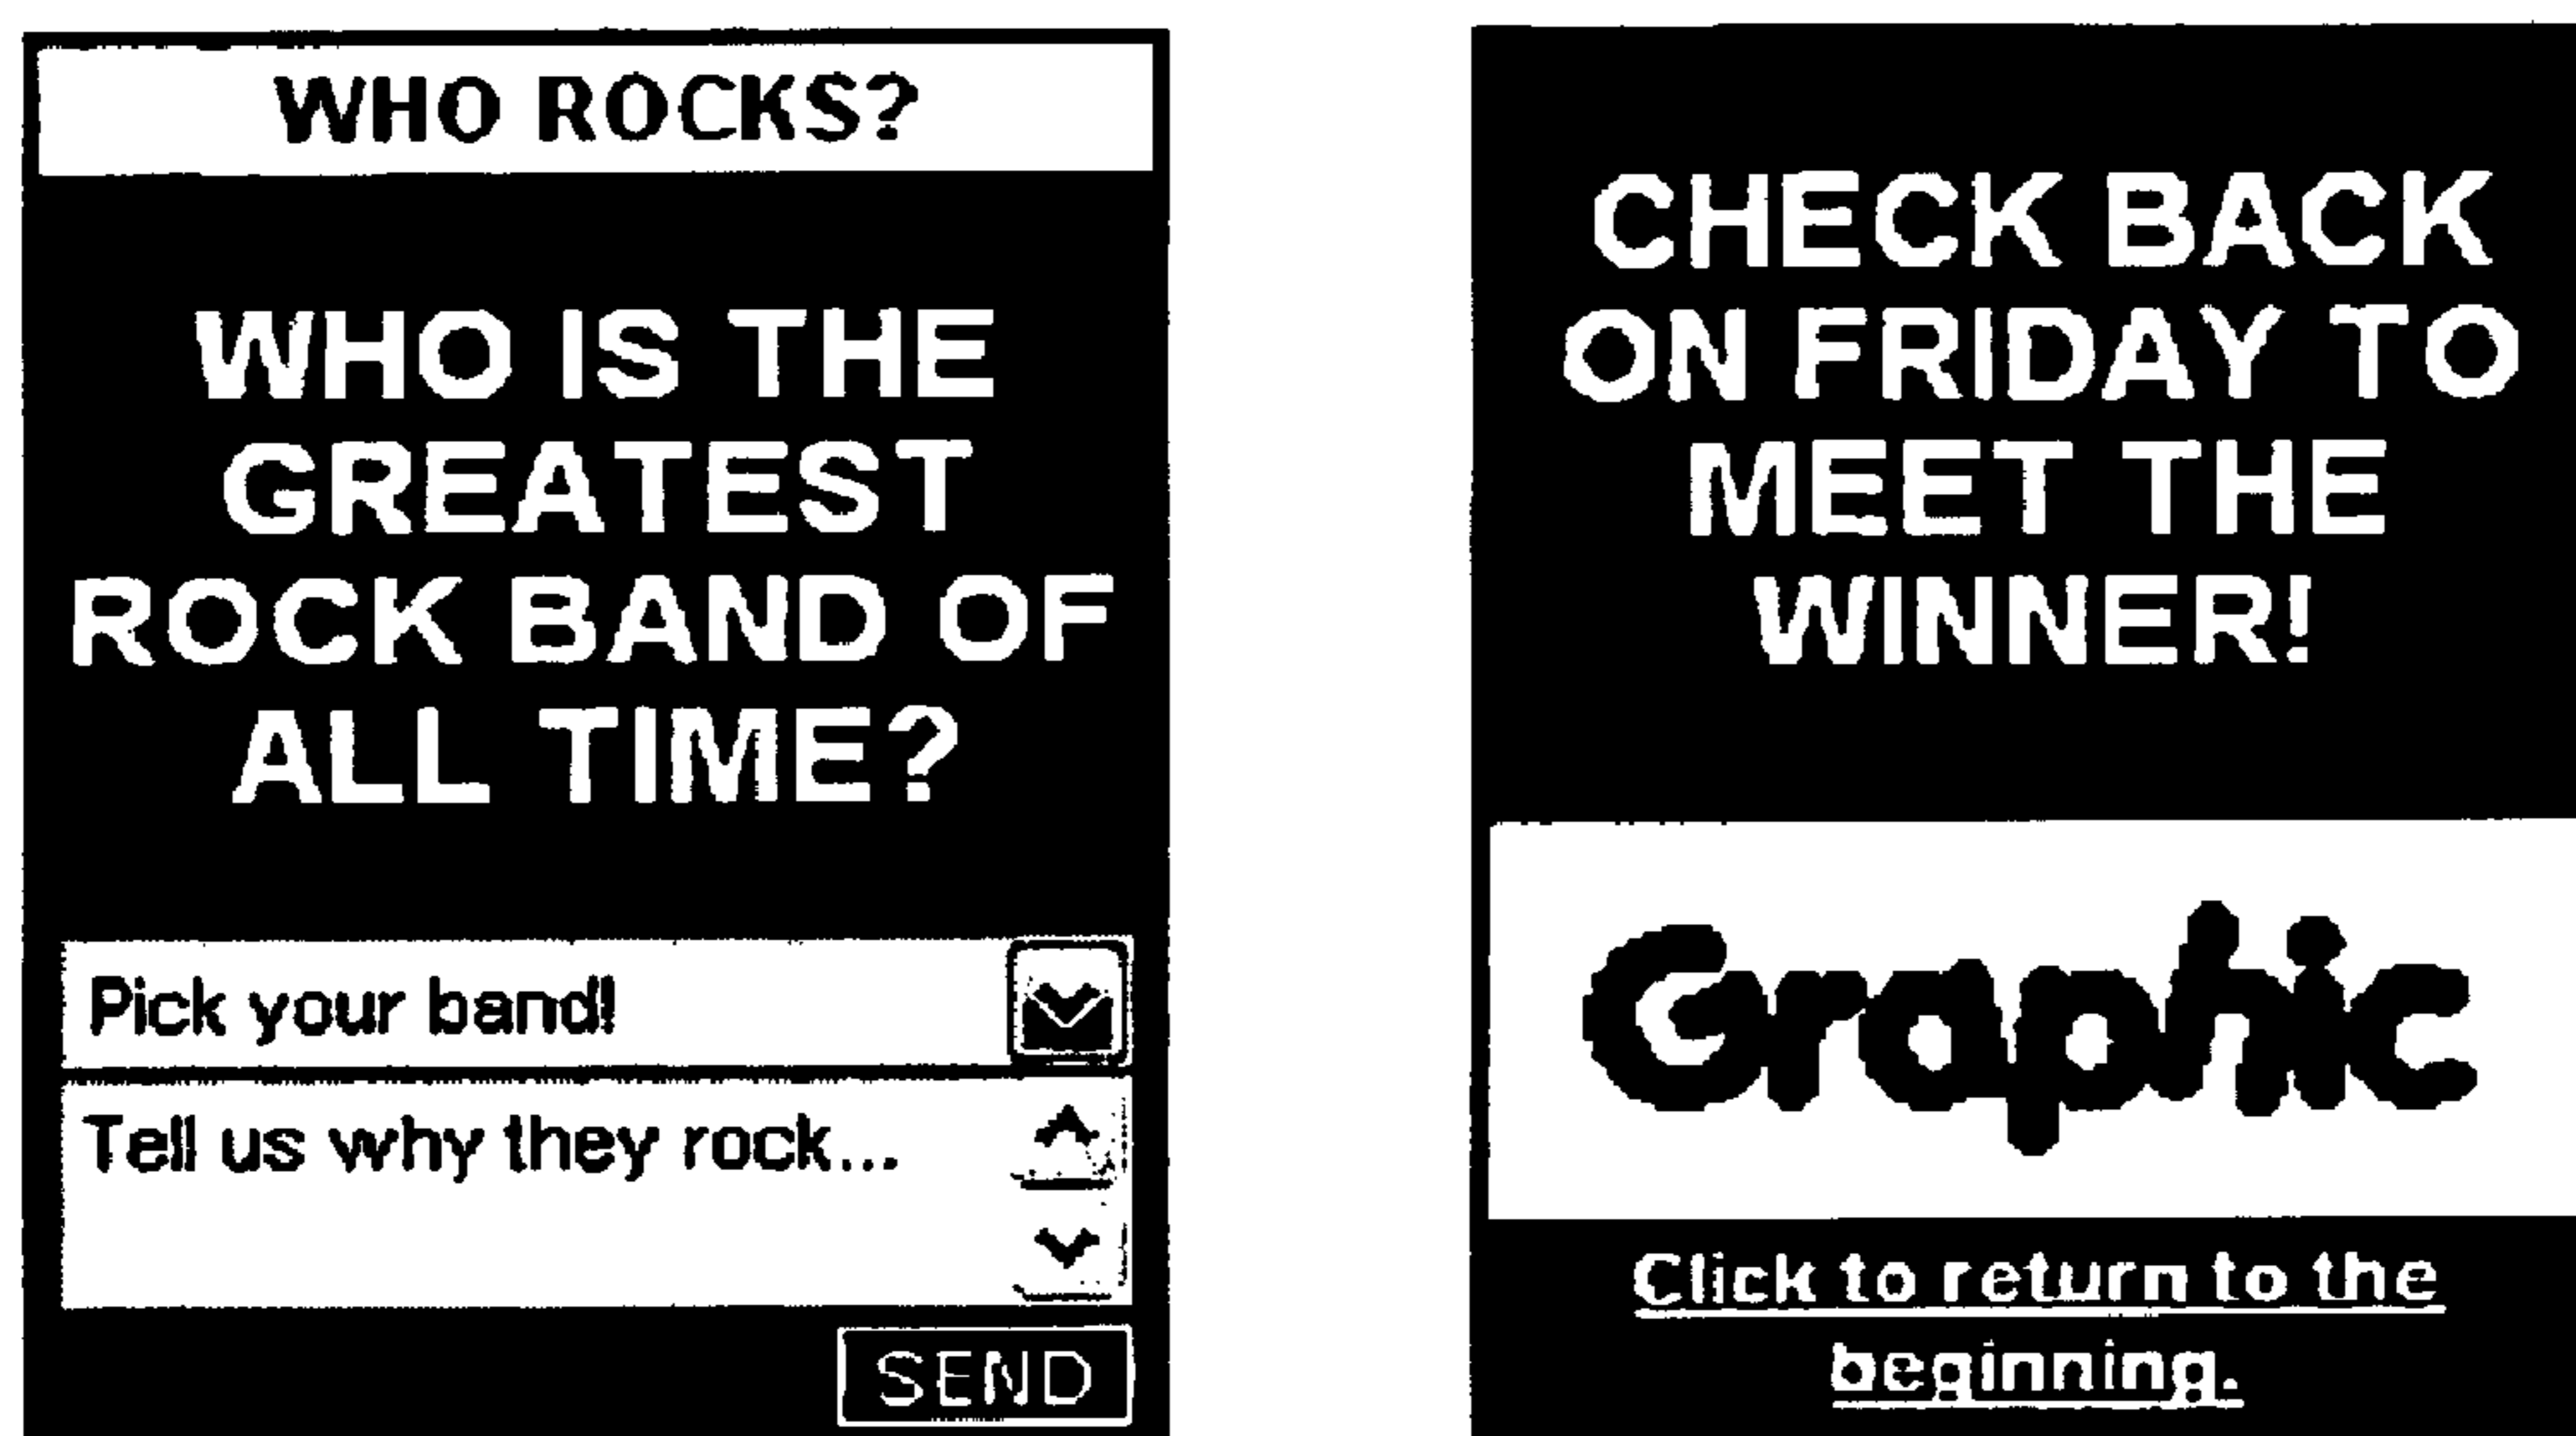 WHO ROCKS?
WHO IS THE
GREATEST
ROCK BAND OF
ALL TIME?
Pick your band!
Tell us why they rock...
SEND
CHECK BACK
ON FRIDAY TO
MEET THE
WINNER!
Graphic
Click to return to the
beginning.